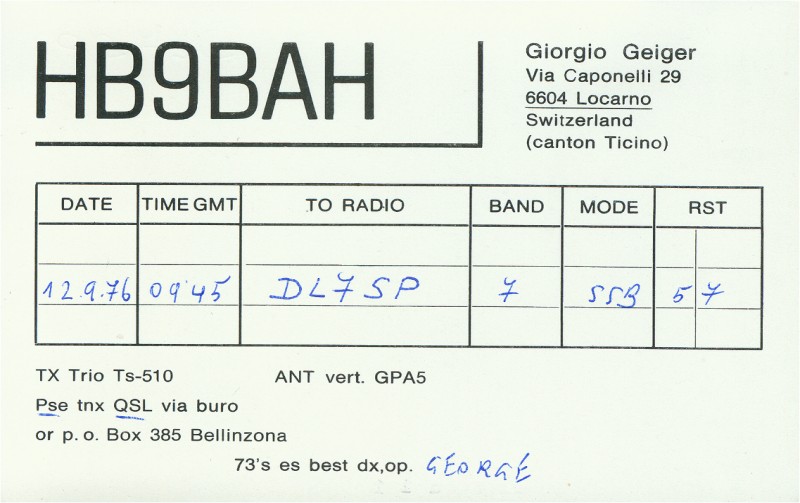 HB9BAH
Giorgio Geiger
Via Caponelli 29
6604 Locarno
Switzerland
(canton Ticino)
DATE TIME GMT TO RADIO BAND MODE RST
12.9.76 09'45 DL7SP 7 SSB 5 7
TX Trio Ts-510 ANT vert. GPA5
Pse tnx QSL via buro
or p.o. Box 385 Bellinzona
73's es best dx,op. GEORGE